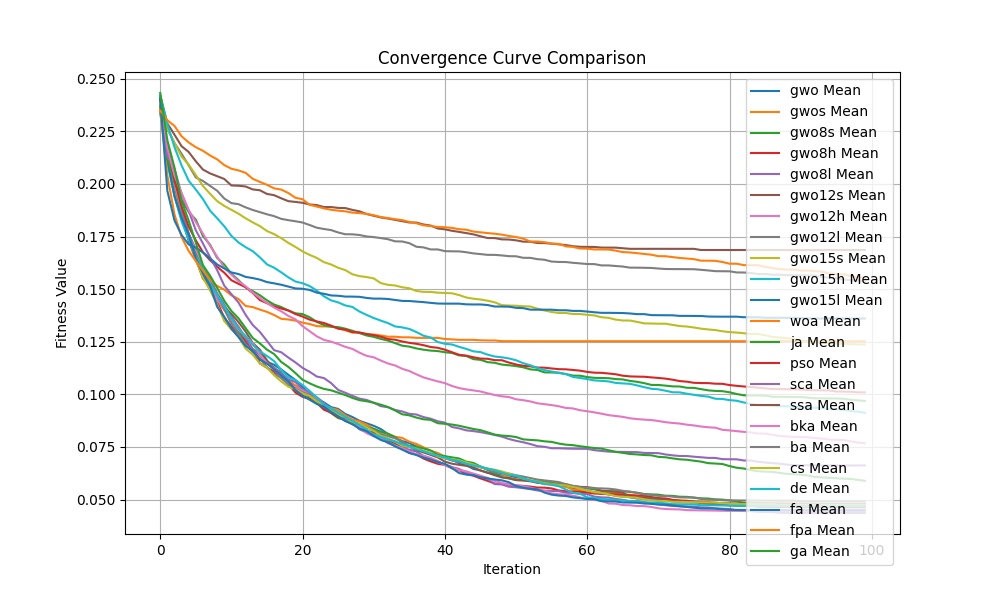 Convergence Curve Comparison
Fitness Value
0.250
0.225
0.200
0.175
0.150
0.125
0.100
0.075
0.050
0
20
40
60
80
100
Iteration
gwo Mean
gwos Mean
gwo8s Mean
gwo8h Mean
gwo8l Mean
gwo12s Mean
gwo12h Mean
gwo12l Mean
gwo15s Mean
gwo15h Mean
gwo15l Mean
woa Mean
ja Mean
pso Mean
sca Mean
ssa Mean
bka Mean
ba Mean
cs Mean
de Mean
fa Mean
fpa Mean
ga Mean